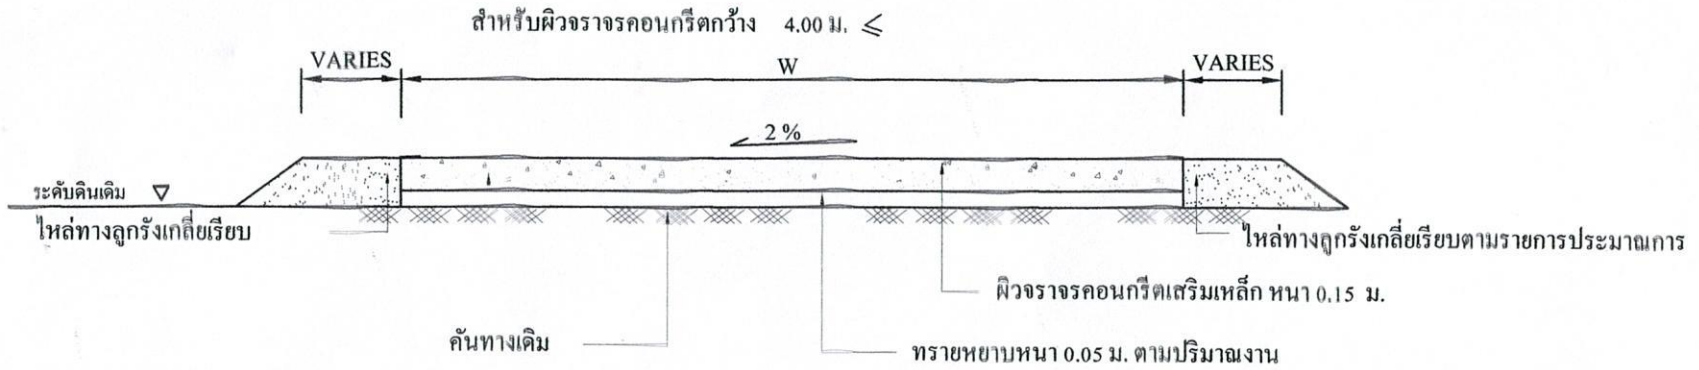 สำหรับผิวจราจรคอนกรีตกว้าง 4.00 ม. ≤
VARIES W VARIES
2 %
ระดับดินเดิม
ไหล่ทางลูกรังเกลี่ยเรียบ
ไหล่ทางลูกรังเกลี่ยเรียบตามรายการประมาณการ
ผิวจราจรคอนกรีตเสริมเหล็ก หนา 0.15 ม.
คันทางเดิม
ทรายหยาบหนา 0.05 ม. ตามปริมาณงาน